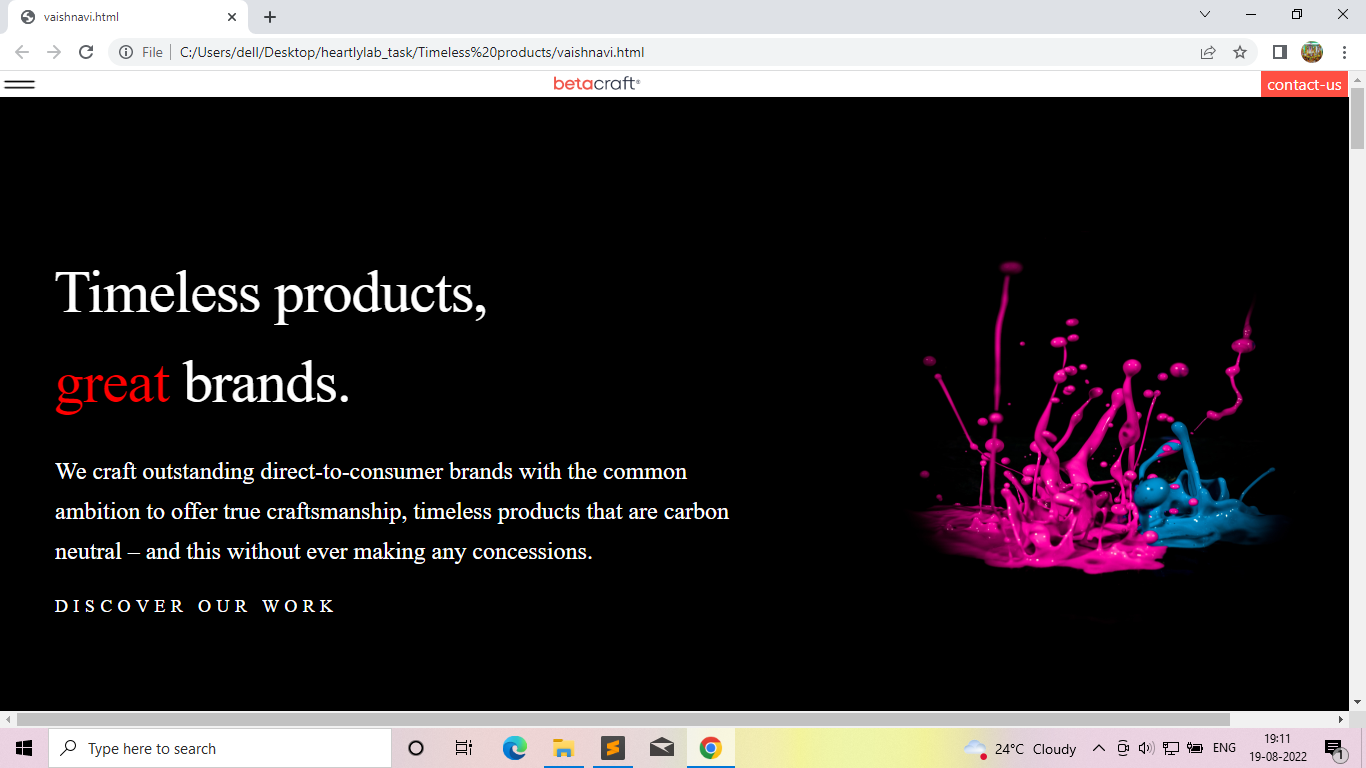 vaishnavi.html
File
C:/Users/dell/Desktop/heartlylab_task/Timeless%20products/vaishnavi.html
betacraft®
contact-us
Timeless products,
great brands.
We craft outstanding direct-to-consumer brands with the common
ambition to offer true craftsmanship, timeless products that are carbon
neutral – and this without ever making any concessions.
DISCOVER OUR WORK
Type here to search
24°C Cloudy
ENG
19:11
19-08-2022
1